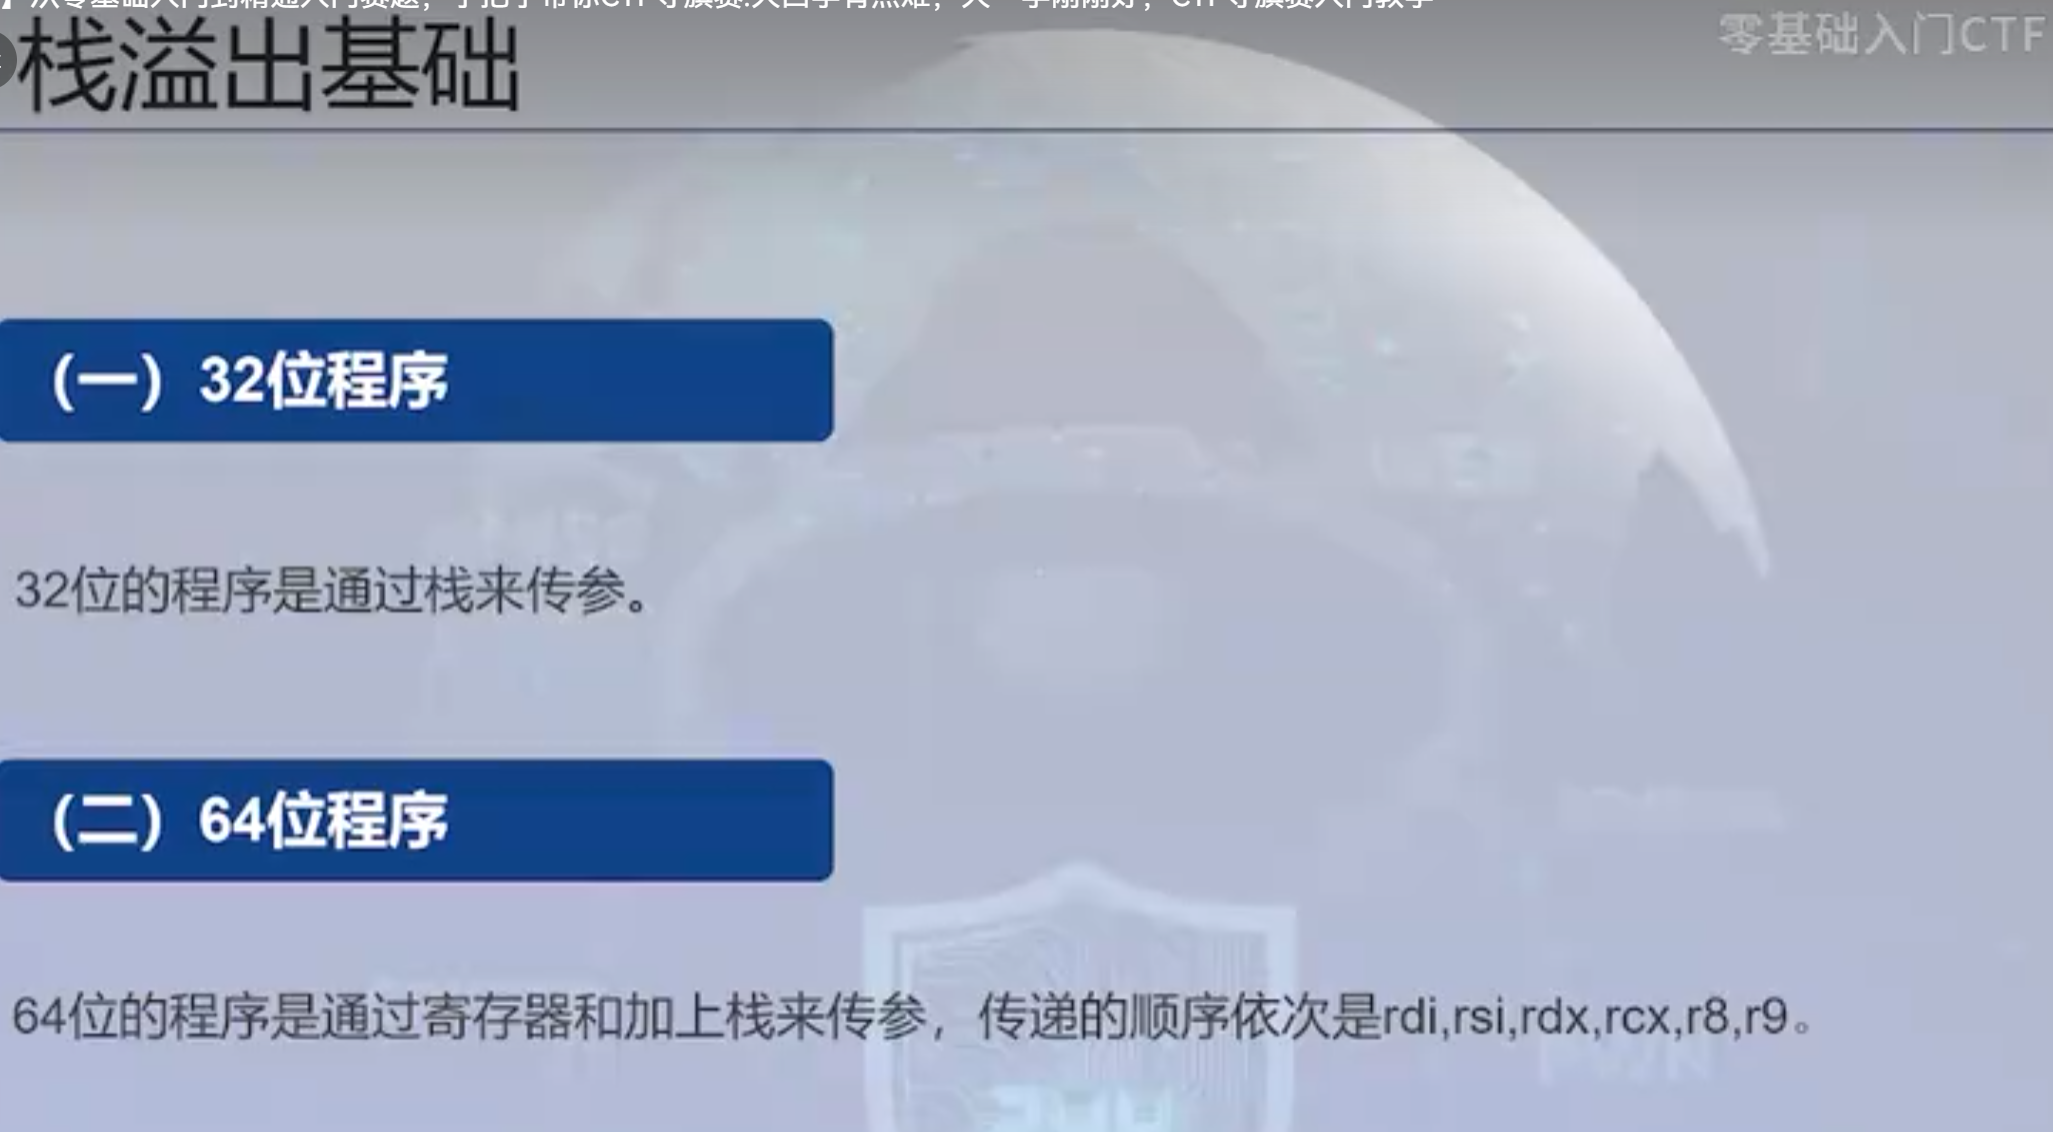 栈溢出基础
零基础入门CTF
（一）32位程序
32位的程序是通过栈来传参。
（二）64位程序
64位的程序是通过寄存器和加上栈来传参，传递的顺序依次是rdi,rsi,rdx,rcx,r8,r9。